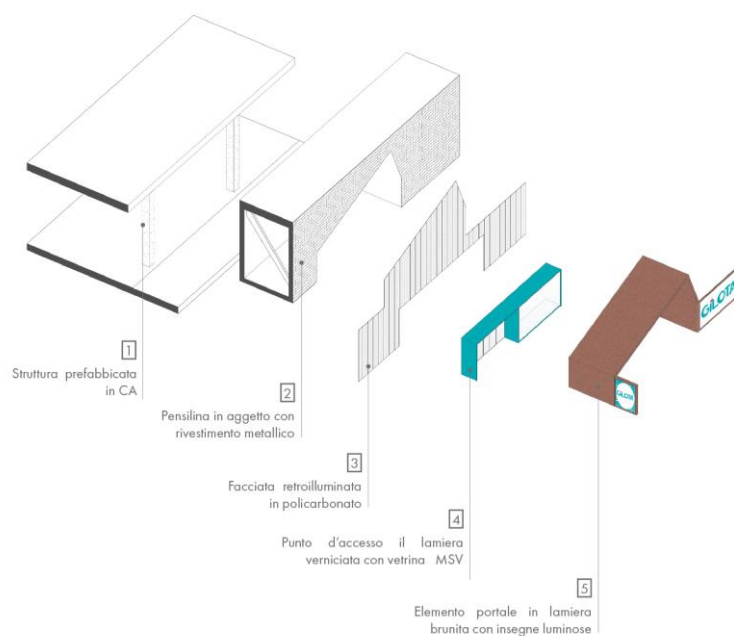 1
Struttura prefabbicata
in CA
2
Pensilina in aggetto con
rivestimento metallico
3
Facciata retroilluminata
in policarbonato
4
Punto d'accesso il lamiera
verniciata con vetrina MSV
5
Elemento portale in lamiera
brunita con insegne luminose
GILOTA
GILOTA